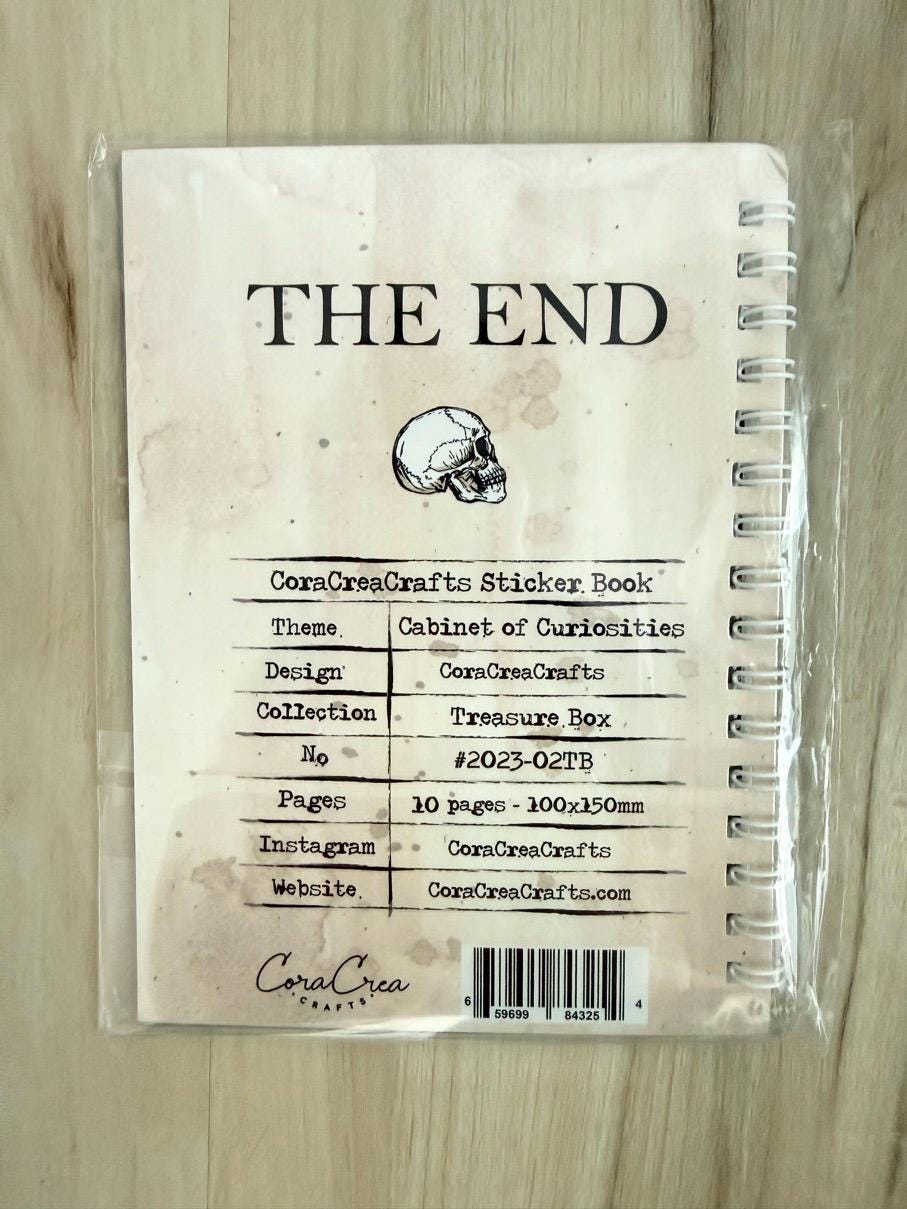 THE END
CoraCreaCrafts Sticker Book
Theme Cabinet of Curiosities
Design CoraCreaCrafts
Collection Treasure Box
No #2023-02TB
Pages 10 pages - 100x150mm
Instagram CoraCreaCrafts
Website CoraCreaCrafts.com
CoraCrea
CRAFTS
6 59699 84325 4